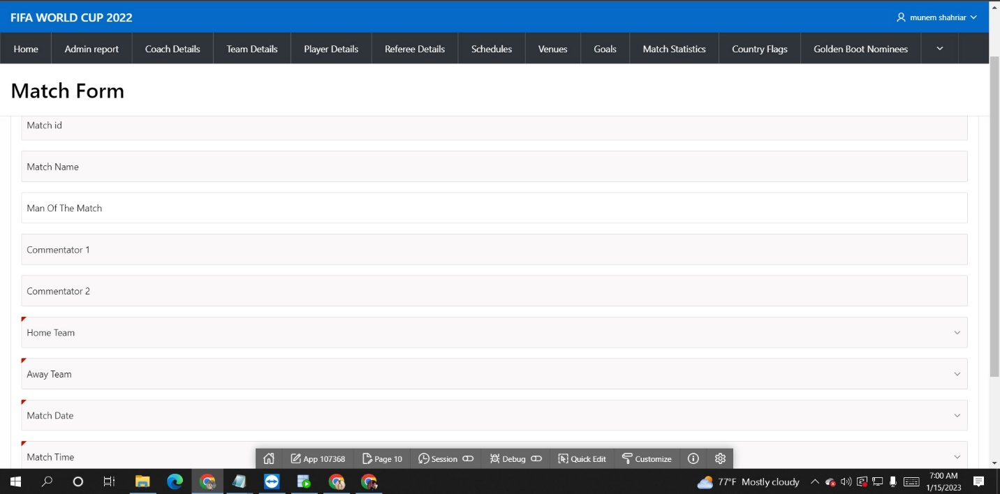 FIFA WORLD CUP 2022
munem shahriar
Home Admin report Coach Details Team Details Player Details Referee Details Schedules Venues Goals Match Statistics Country Flags Golden Boot Nominees
Match Form
Match id
Match Name
Man Of The Match
Commentator 1
Commentator 2
Home Team
Away Team
Match Date
Match Time
App 107368 Page 10 Session Debug Quick Edit Customize
77°F Mostly cloudy
7:00 AM
1/15/2023